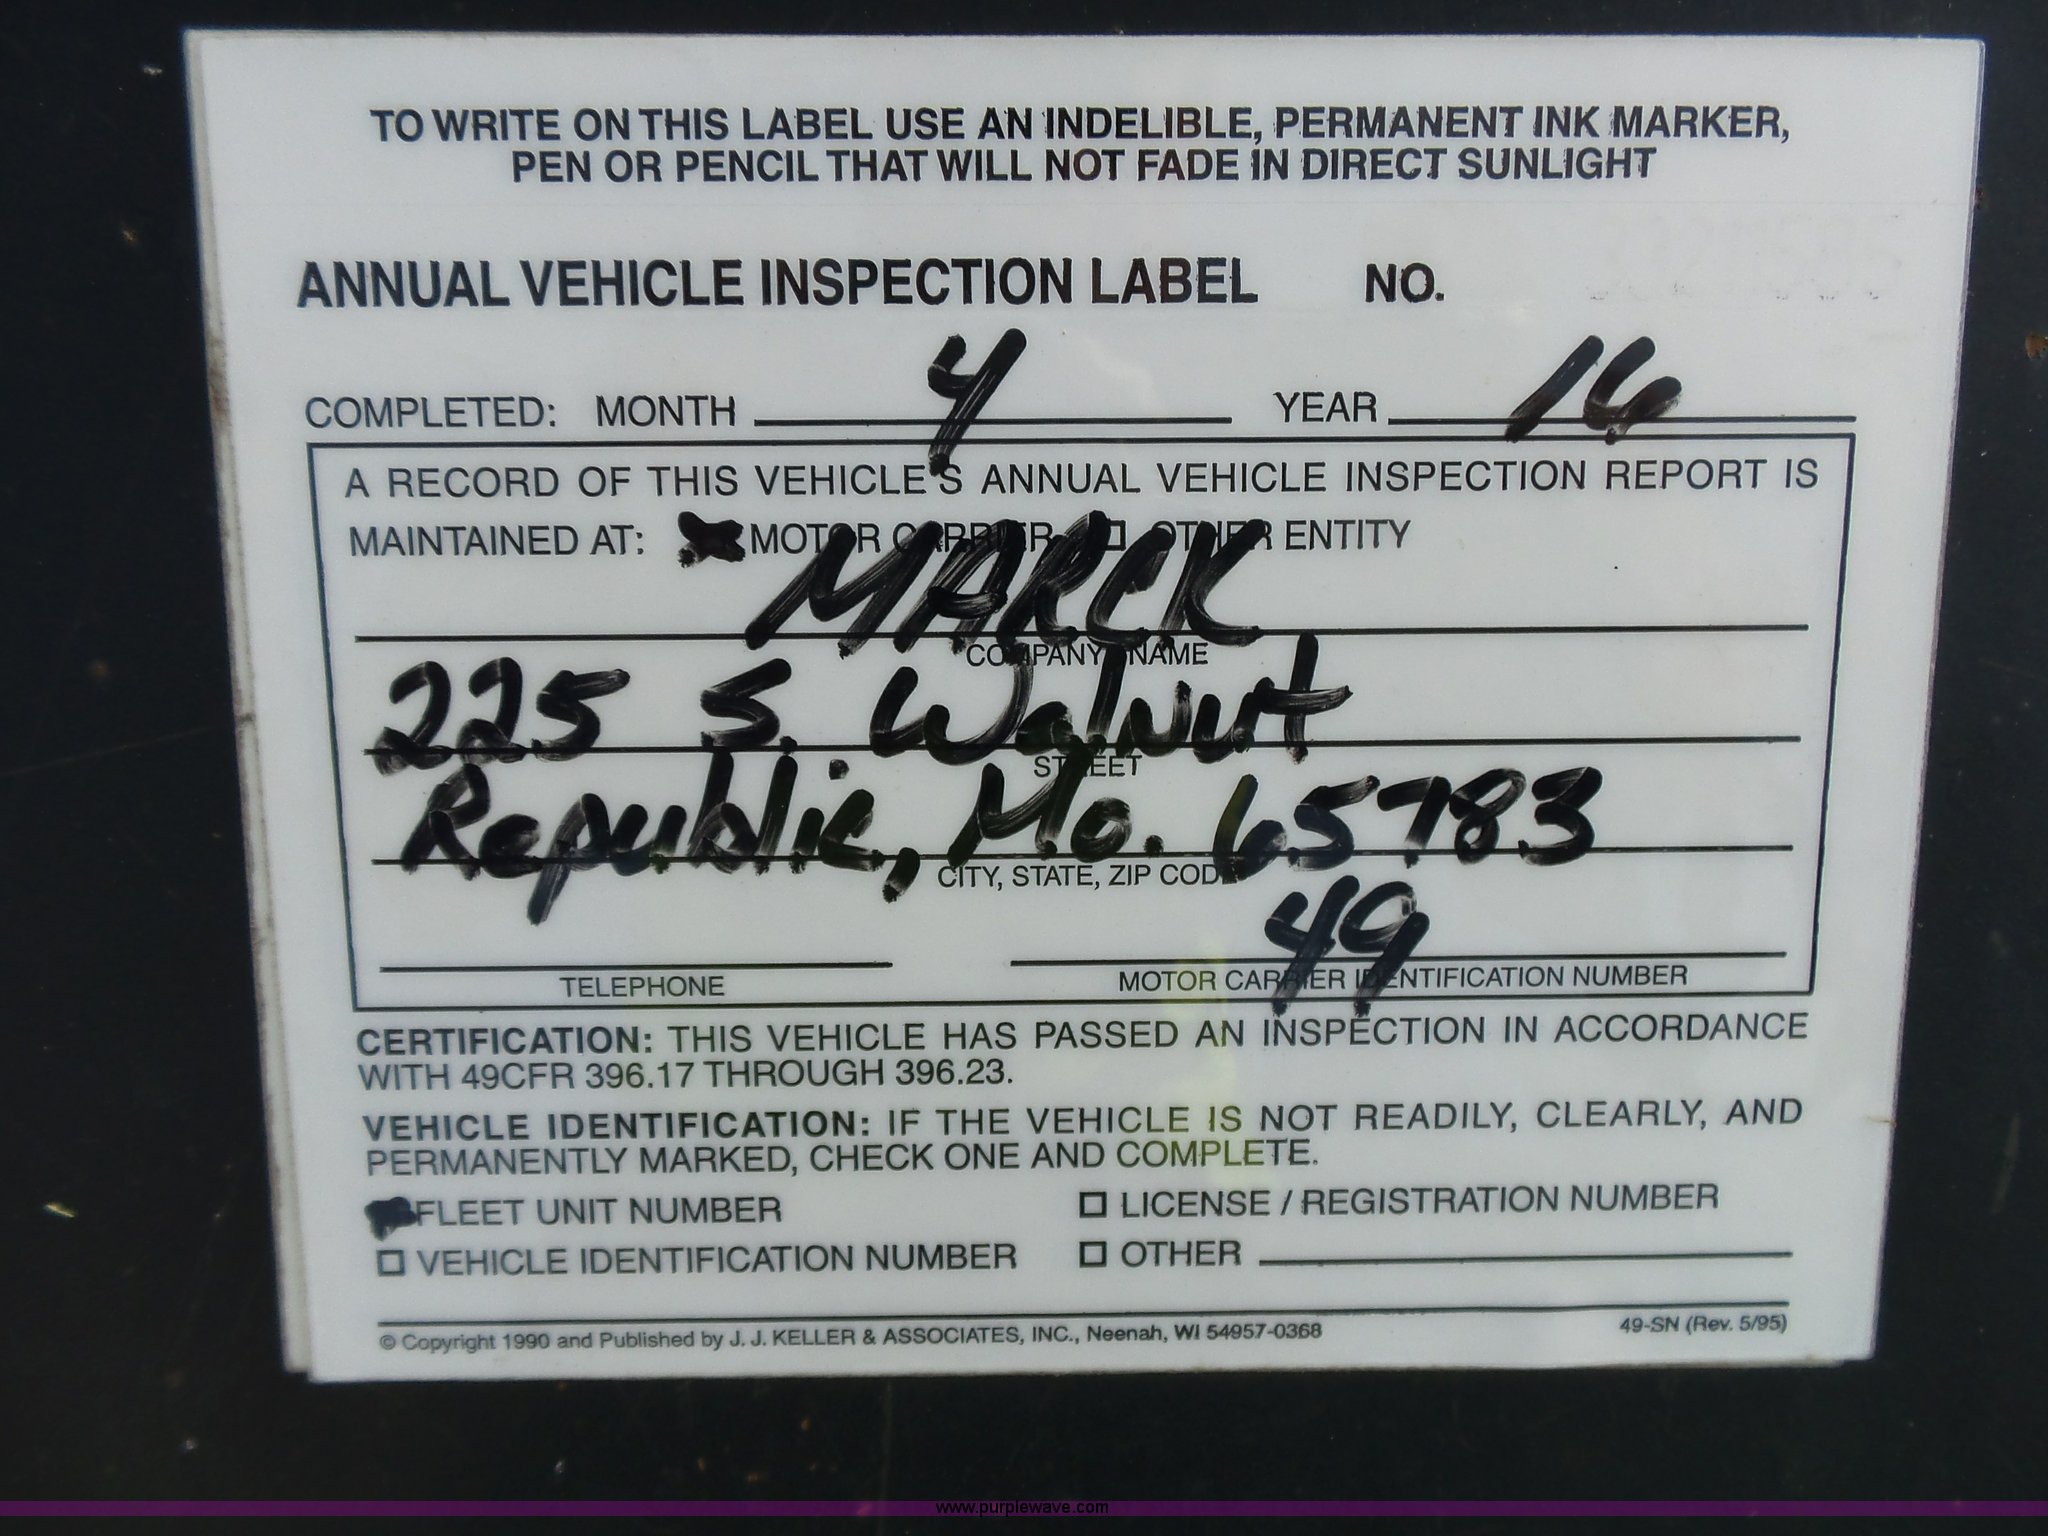 TO WRITE ON THIS LABEL USE AN INDELIBLE, PERMANENT INK MARKER,
PEN OR PENCIL THAT WILL NOT FADE IN DIRECT SUNLIGHT
ANNUAL VEHICLE INSPECTION LABEL NO.
COMPLETED: MONTH 4 YEAR 16
A RECORD OF THIS VEHICLE'S ANNUAL VEHICLE INSPECTION REPORT IS
MAINTAINED AT: MOTOR CARRIER OTHER ENTITY
MARCK
COMPANY NAME
225 S. Walnut
STREET
Republic, Mo. 65783
CITY, STATE, ZIP CODE
49
TELEPHONE MOTOR CARRIER IDENTIFICATION NUMBER
CERTIFICATION: THIS VEHICLE HAS PASSED AN INSPECTION IN ACCORDANCE
WITH 49CFR 396.17 THROUGH 396.23.
VEHICLE IDENTIFICATION: IF THE VEHICLE IS NOT READILY, CLEARLY, AND
PERMANENTLY MARKED, CHECK ONE AND COMPLETE.
FLEET UNIT NUMBER LICENSE / REGISTRATION NUMBER
VEHICLE IDENTIFICATION NUMBER OTHER
© Copyright 1990 and Published by J. J. KELLER & ASSOCIATES, INC., Neenah, WI 54957-0368 49-SN (Rev. 5/95)
www.purplewave.com